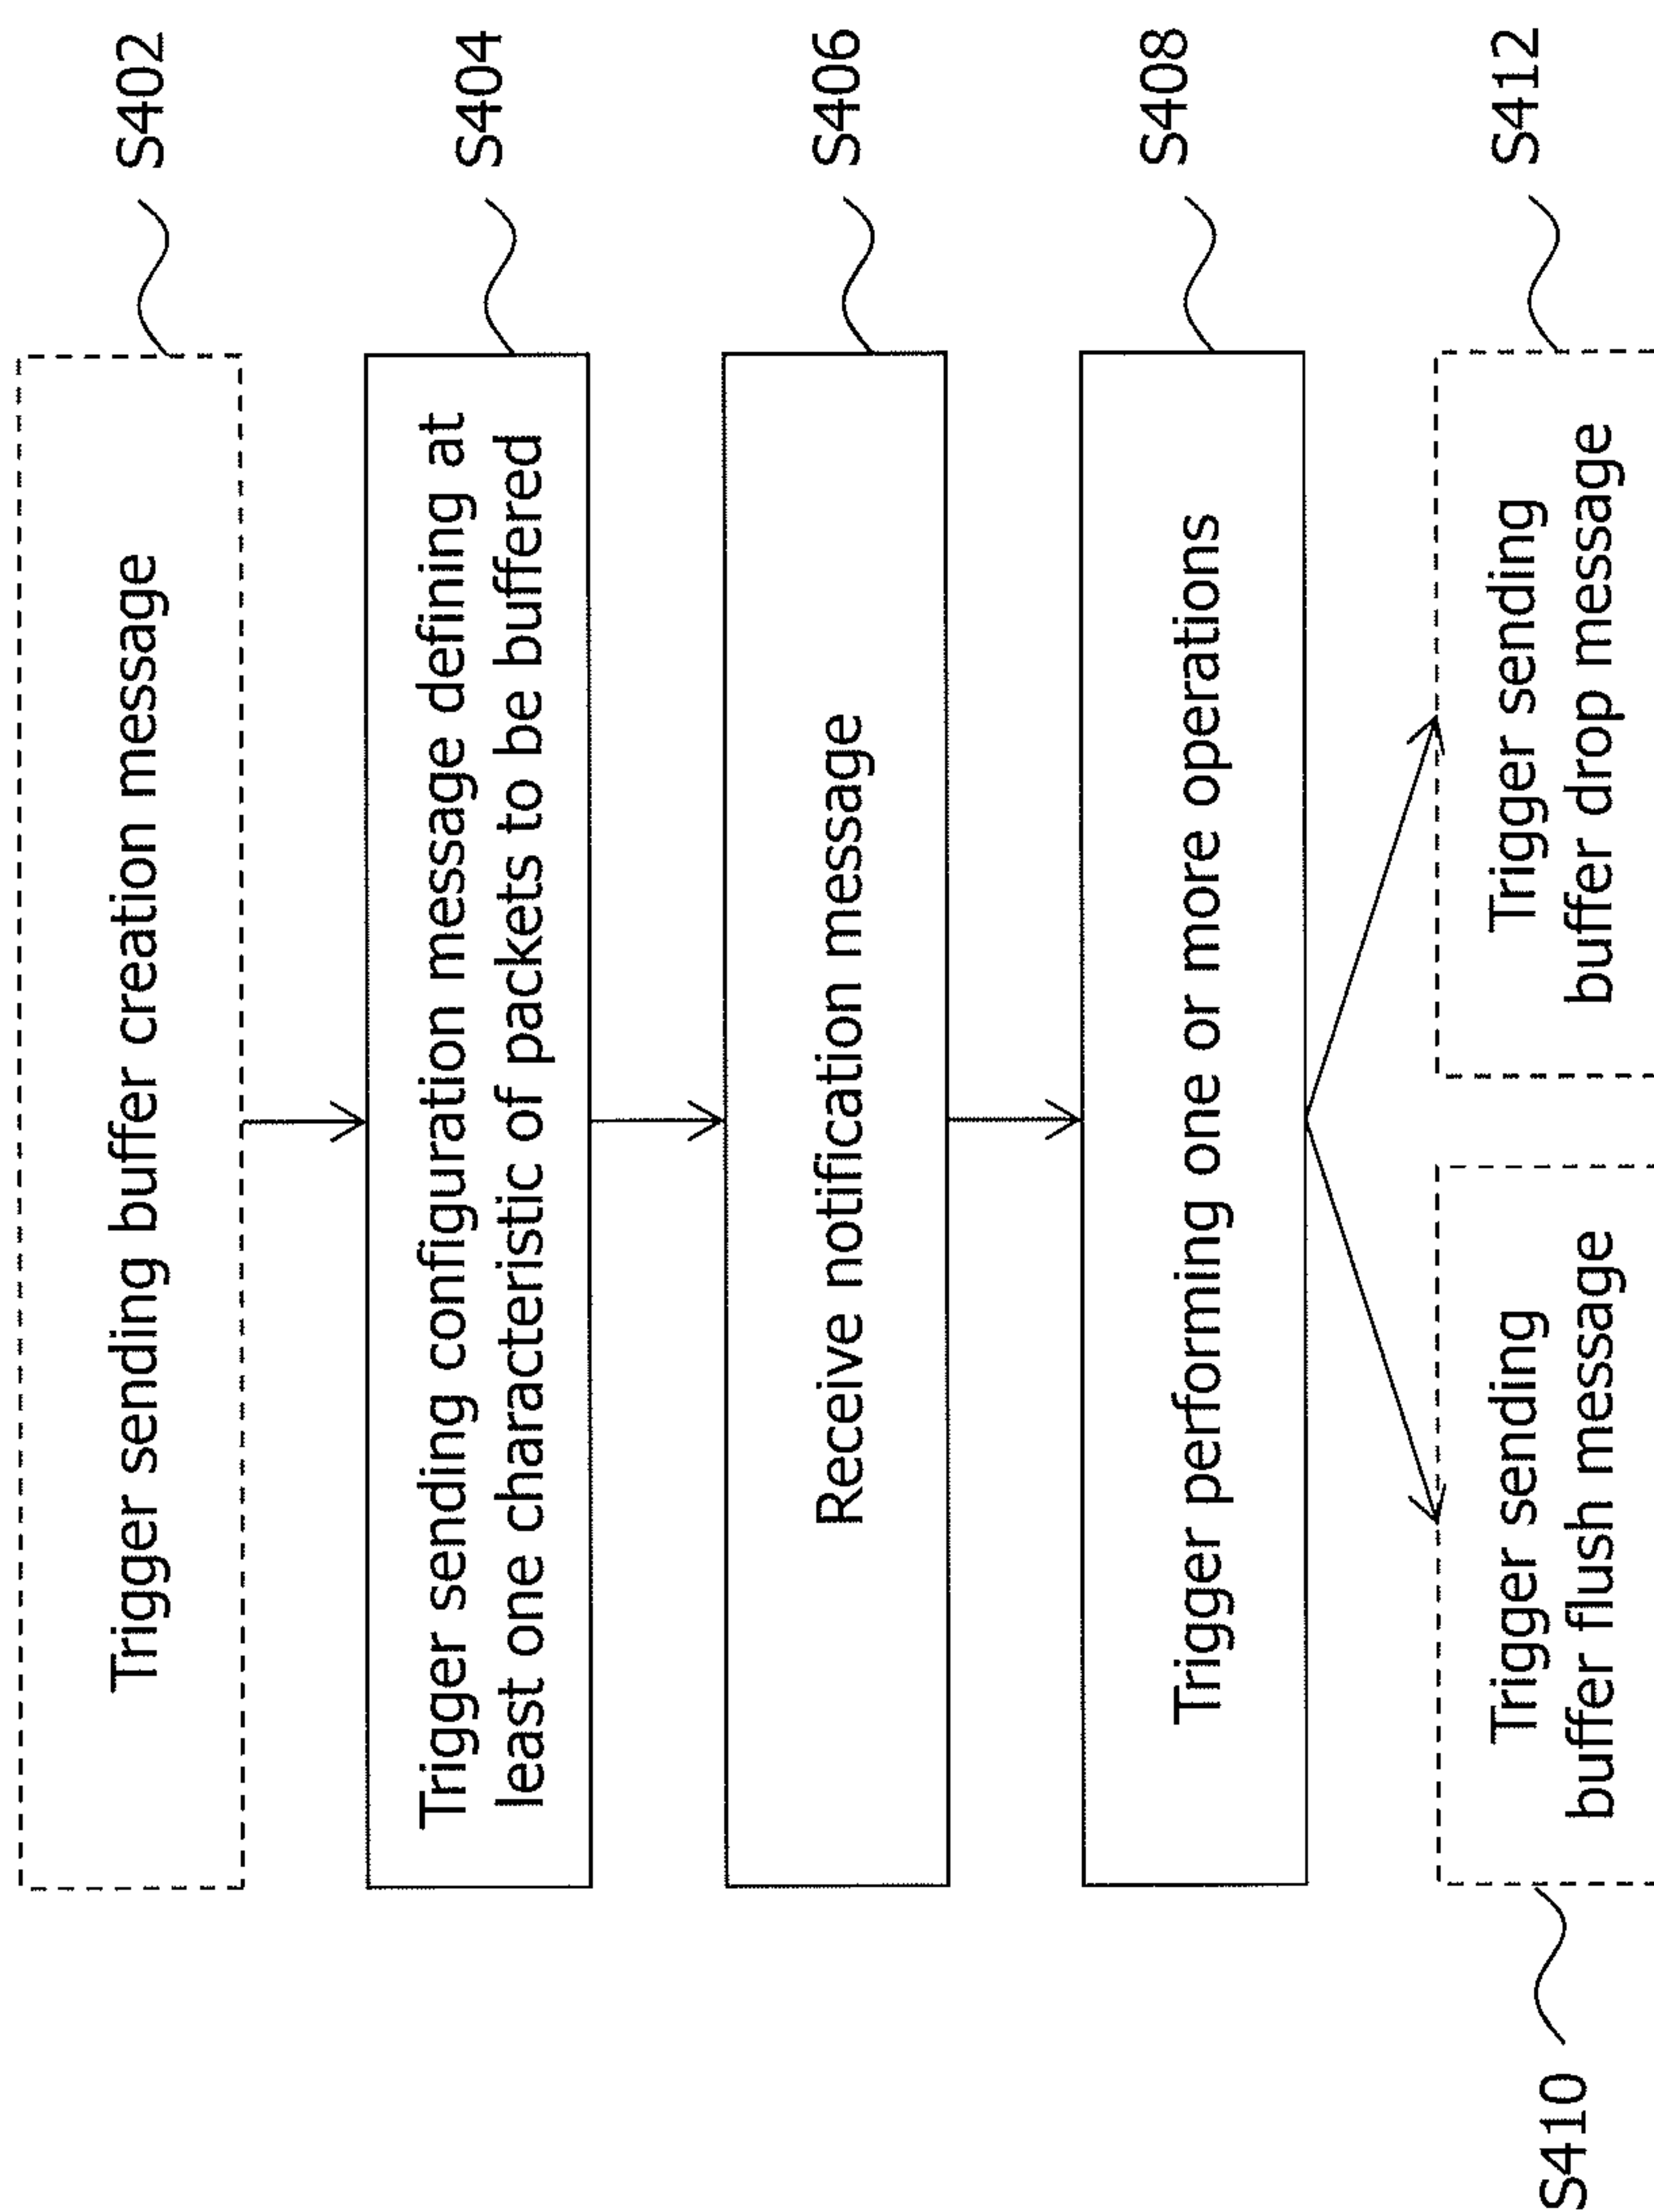 Trigger sending buffer creation message
S402
Trigger sending configuration message defining at
least one characteristic of packets to be buffered
S404
Receive notification message
S406
Trigger performing one or more operations
S408
S410
Trigger sending
buffer flush message
Trigger sending
buffer drop message
S412